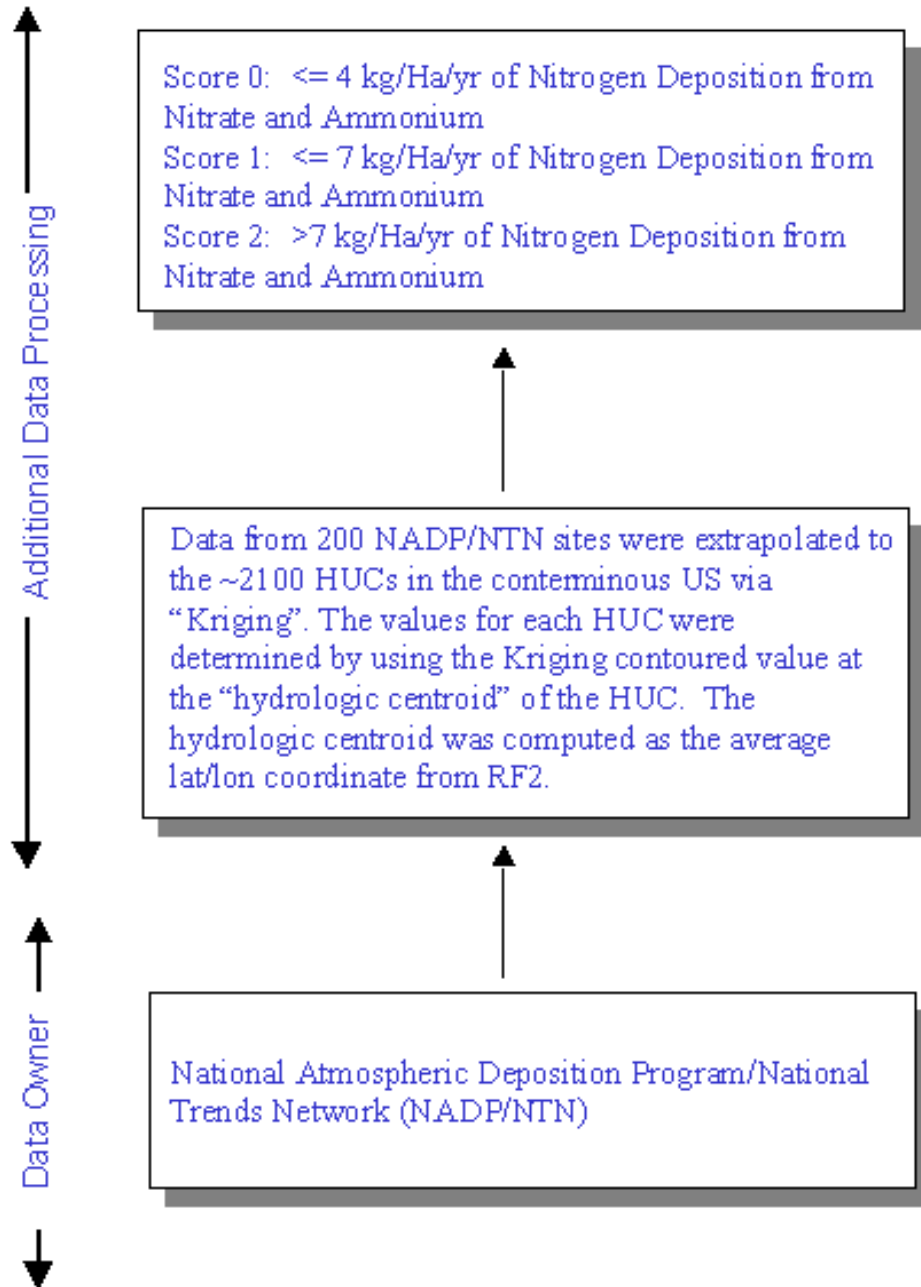 Score 0:  <= 4 kg/Ha/yr of Nitrogen Deposition from
Nitrate and Ammonium
Score 1:  <= 7 kg/Ha/yr of Nitrogen Deposition from
Nitrate and Ammonium
Score 2:  >7 kg/Ha/yr of Nitrogen Deposition from
Nitrate and Ammonium
Additional Data Processing
Data from 200 NADP/NTN sites were extrapolated to
the ~2100 HUCs in the conterminous US via
“Kriging”. The values for each HUC were
determined by using the Kriging contoured value at
the “hydrologic centroid” of the HUC.  The
hydrologic centroid was computed as the average
lat/lon coordinate from RF2.
Data Owner
National Atmospheric Deposition Program/National
Trends Network (NADP/NTN)